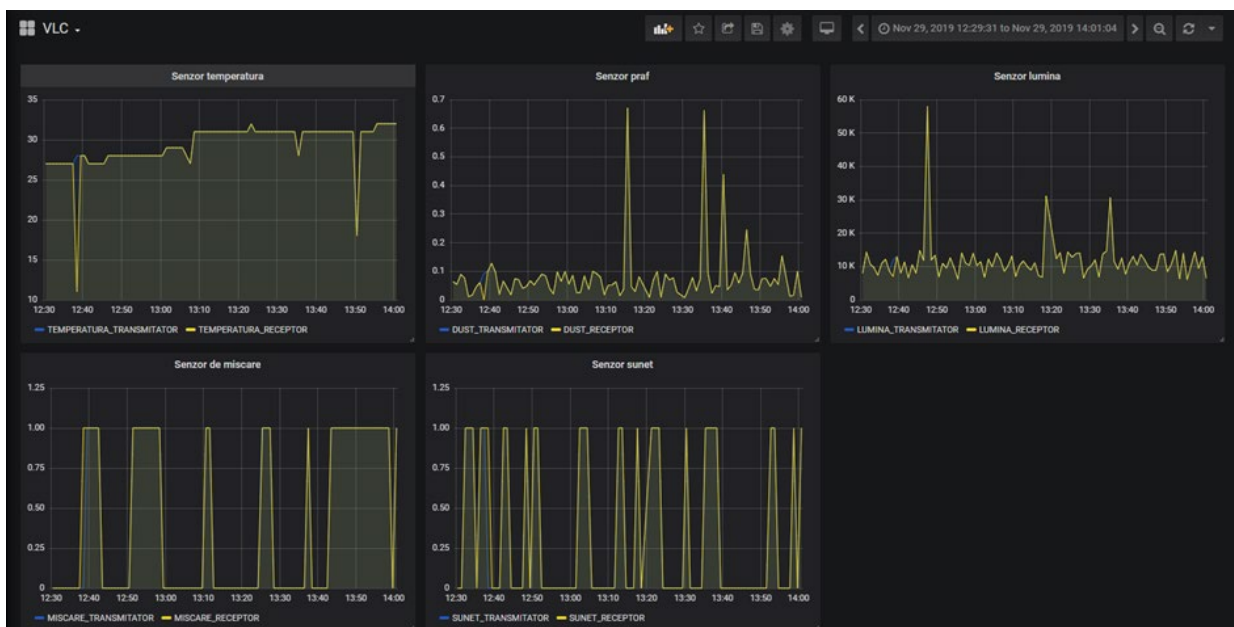 VLC
Nov 29, 2019 12:29:31 to Nov 29, 2019 14:01:04
Senzor temperatura
35
30
25
20
15
10
12:30 12:40 12:50 13:00 13:10 13:20 13:30 13:40 13:50 14:00
TEMPERATURA_TRANSMITATOR TEMPERATURA_RECEPTOR
Senzor praf
0.7
0.6
0.5
0.4
0.3
0.2
0.1
0
12:30 12:40 12:50 13:00 13:10 13:20 13:30 13:40 13:50 14:00
DUST_TRANSMITATOR DUST_RECEPTOR
Senzor lumina
60 K
50 K
40 K
30 K
20 K
10 K
0
12:30 12:40 12:50 13:00 13:10 13:20 13:30 13:40 13:50 14:00
LUMINA_TRANSMITATOR LUMINA_RECEPTOR
Senzor de miscare
1.25
1.00
0.75
0.50
0.25
0
12:30 12:40 12:50 13:00 13:10 13:20 13:30 13:40 13:50 14:00
MISCARE_TRANSMITATOR MISCARE_RECEPTOR
Senzor sunet
1.25
1.00
0.75
0.50
0.25
0
12:30 12:40 12:50 13:00 13:10 13:20 13:30 13:40 13:50 14:00
SUNET_TRANSMITATOR SUNET_RECEPTOR